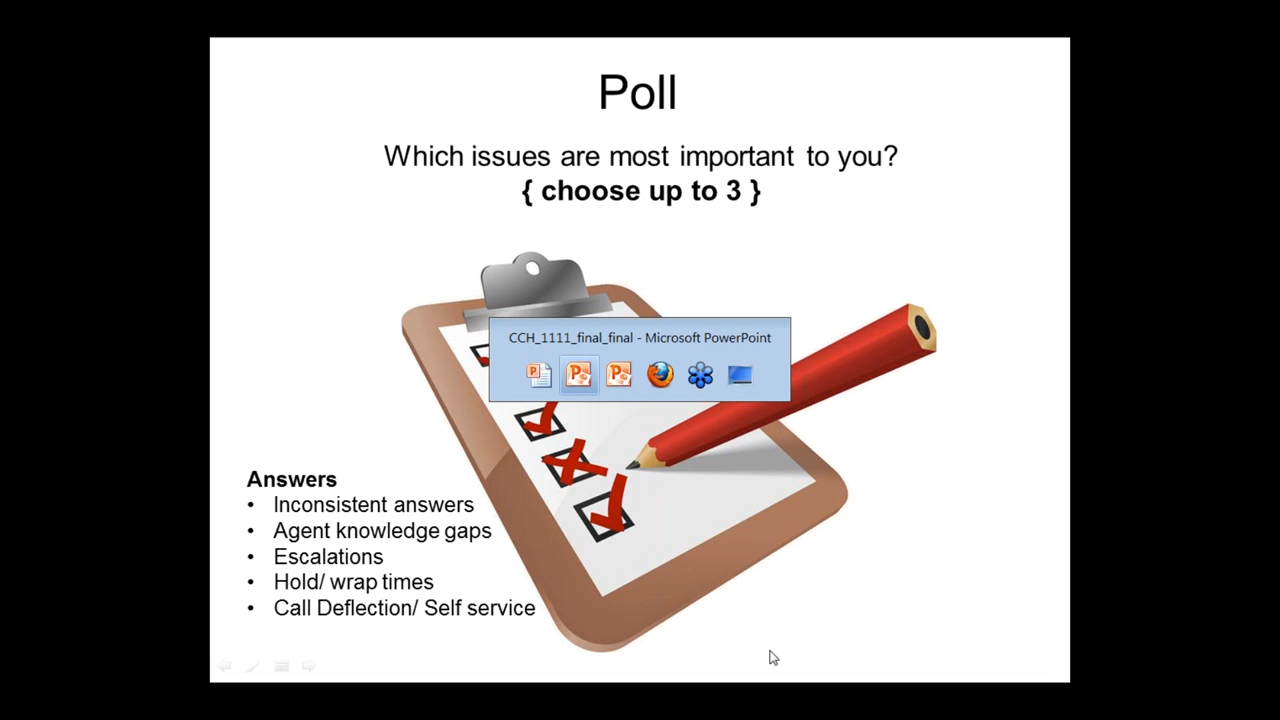 Poll
Which issues are most important to you?
{ choose up to 3 }
CCH_1111_final_final - Microsoft PowerPoint
Answers
• Inconsistent answers
• Agent knowledge gaps
• Escalations
• Hold/ wrap times
• Call Deflection/ Self service